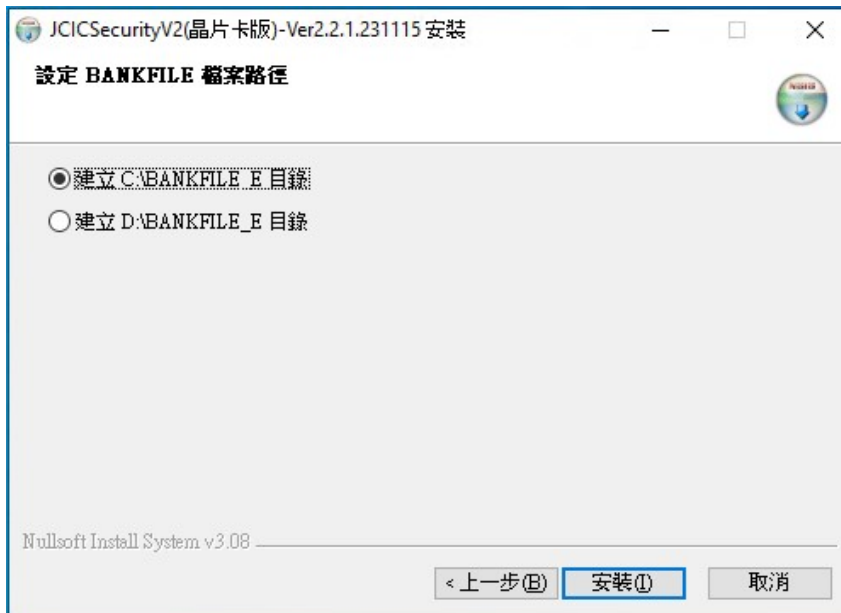 JCICSecurityV2(晶片卡版)-Ver2.2.1.231115 安裝
設定 BANKFILE 檔案路徑
建立 C:\BANKFILE_E 目錄
建立 D:\BANKFILE_E 目錄
Nullsoft Install System v3.08
< 上一步(B) 安裝(I) 取消